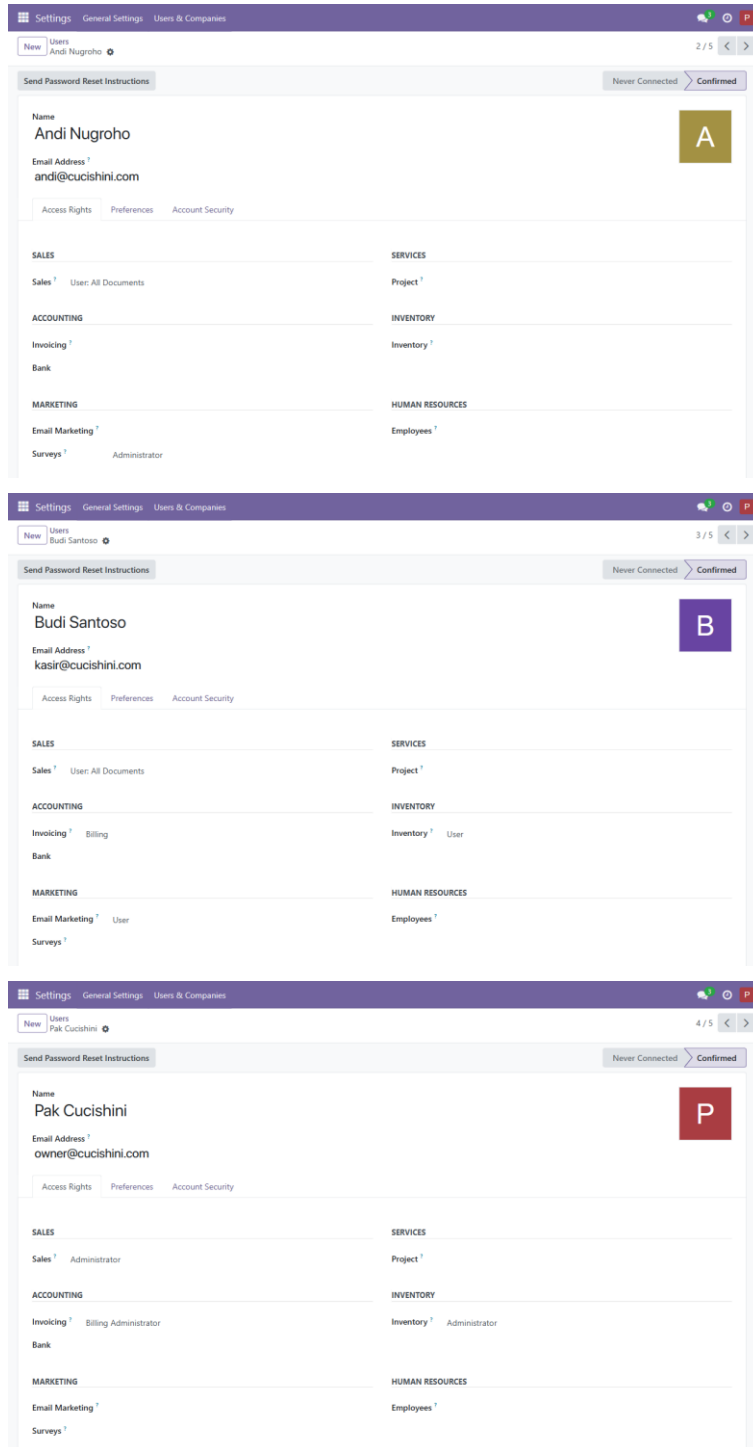 Settings General Settings Users & Companies 3 P
New Users
Andi Nugroho 2 / 5
Send Password Reset Instructions Never Connected Confirmed
Name
Andi Nugroho A
Email Address ?
andi@cucishini.com
Access Rights Preferences Account Security
SALES SERVICES
Sales ? User: All Documents Project ?
ACCOUNTING INVENTORY
Invoicing ? Inventory ?
Bank
MARKETING HUMAN RESOURCES
Email Marketing ? Employees ?
Surveys ? Administrator
Settings General Settings Users & Companies 3 P
New Users
Budi Santoso 3 / 5
Send Password Reset Instructions Never Connected Confirmed
Name
Budi Santoso B
Email Address ?
kasir@cucishini.com
Access Rights Preferences Account Security
SALES SERVICES
Sales ? User: All Documents Project ?
ACCOUNTING INVENTORY
Invoicing ? Billing Inventory ? User
Bank
MARKETING HUMAN RESOURCES
Email Marketing ? User Employees ?
Surveys ?
Settings General Settings Users & Companies 3 P
New Users
Pak Cucishini 4 / 5
Send Password Reset Instructions Never Connected Confirmed
Name
Pak Cucishini P
Email Address ?
owner@cucishini.com
Access Rights Preferences Account Security
SALES SERVICES
Sales ? Administrator Project ?
ACCOUNTING INVENTORY
Invoicing ? Billing Administrator Inventory ? Administrator
Bank
MARKETING HUMAN RESOURCES
Email Marketing ? Employees ?
Surveys ?